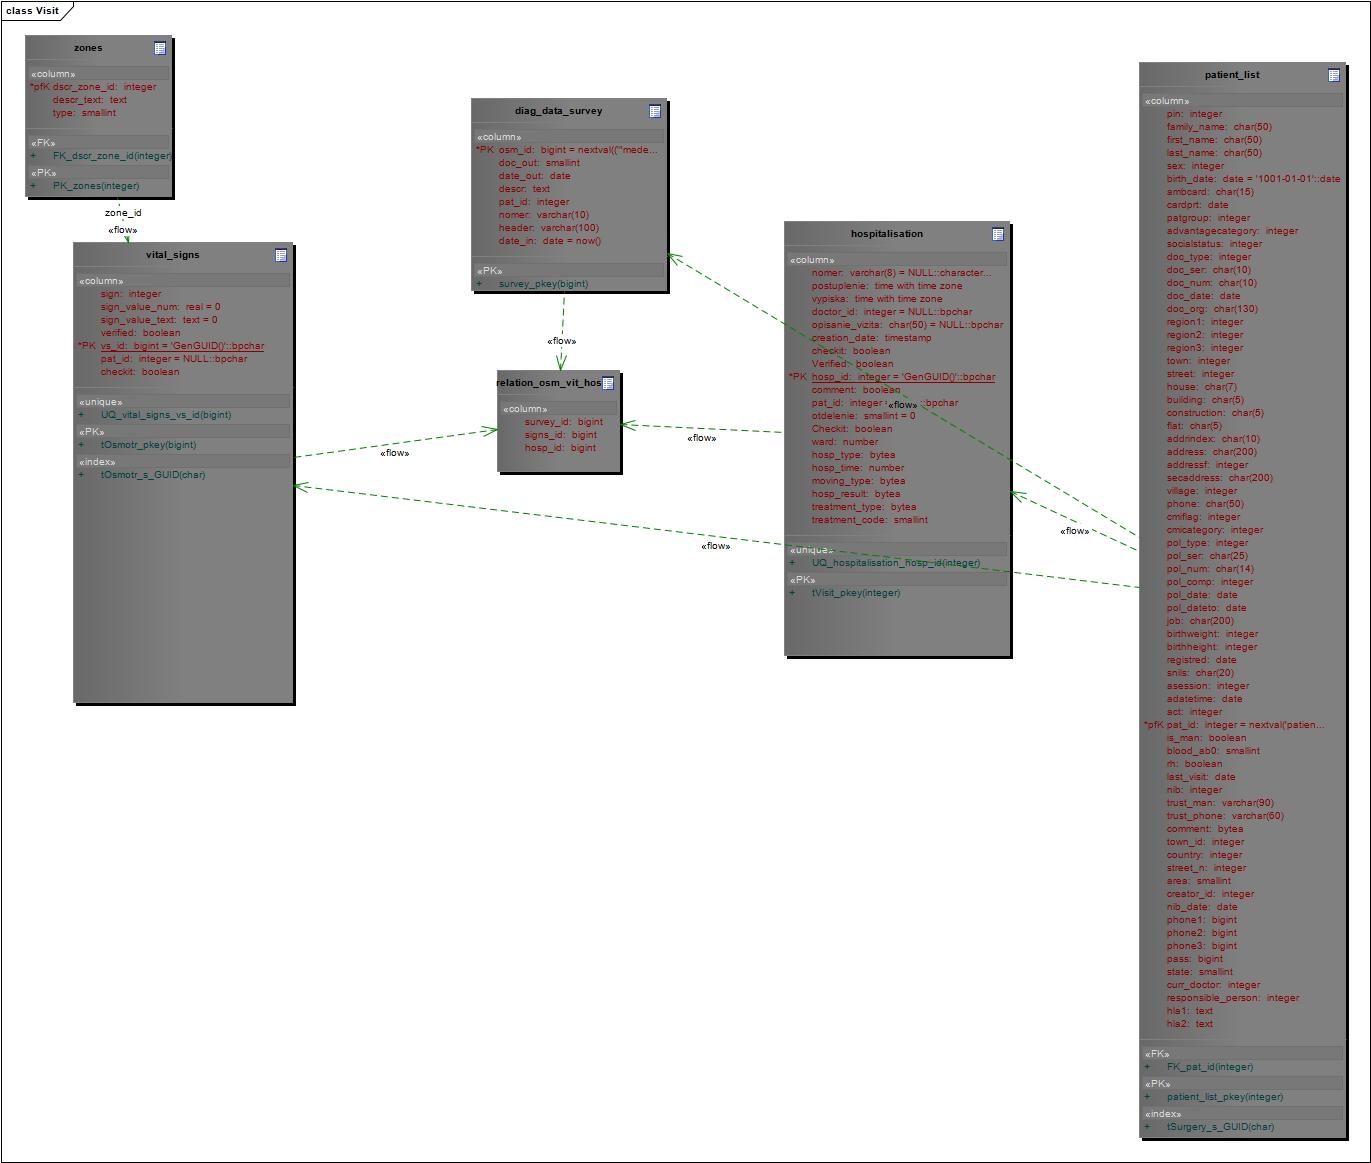 class Visit
zones
«column»
*pfK dscr_zone_id: integer
descr_text: text
type: smallint
«FK»
+ FK_dscr_zone_id(integer)
«PK»
+ PK_zones(integer)
zone_id
«flow»
vital_signs
«column»
sign: integer
sign_value_num: real = 0
sign_value_text: text = 0
verified: boolean
*PK vs_id: bigint = 'GenGUID()'::bpchar
pat_id: integer = NULL::bpchar
checkit: boolean
«unique»
+ UQ_vital_signs_vs_id(bigint)
«PK»
+ tOsmotr_pkey(bigint)
«index»
+ tOsmotr_s_GUID(char)
diag_data_survey
«column»
*PK osm_id: bigint = nextval(('"mede...
doc_out: smallint
date_out: date
descr: text
pat_id: integer
nomer: varchar(10)
header: varchar(100)
date_in: date = now()
«PK»
+ survey_pkey(bigint)
«flow»
relation_osm_vit_hos
«column»
survey_id: bigint
signs_id: bigint
hosp_id: bigint
«flow»
«flow»
«flow»
hospitalisation
«column»
nomer: varchar(8) = NULL::character...
postuplenie: time with time zone
vypiska: time with time zone
doctor_id: integer = NULL::bpchar
opisanie_vizita: char(50) = NULL::bpchar
creation_date: timestamp
checkit: boolean
Verified: boolean
*PK hosp_id: integer = 'GenGUID()'::bpchar
comment: boolean
pat_id: integer ::bpchar
«flow»
otdelenie: smallint = 0
Checkit: boolean
ward: number
hosp_type: bytea
hosp_time: number
moving_type: bytea
hosp_result: bytea
treatment_type: bytea
treatment_code: smallint
«unique»
+ UQ_hospitalisation_hosp_id(integer)
«PK»
+ tVisit_pkey(integer)
«flow»
patient_list
«column»
pin: integer
family_name: char(50)
first_name: char(50)
last_name: char(50)
sex: integer
birth_date: date = '1001-01-01'::date
ambcard: char(15)
cardprt: date
patgroup: integer
advantagecategory: integer
socialstatus: integer
doc_type: integer
doc_ser: char(10)
doc_num: char(10)
doc_date: date
doc_org: char(130)
region1: integer
region2: integer
region3: integer
town: integer
street: integer
house: char(7)
building: char(5)
construction: char(5)
flat: char(5)
addrindex: char(10)
address: char(200)
addressf: integer
secaddress: char(200)
village: integer
phone: char(50)
cmiflag: integer
cmicategory: integer
pol_type: integer
pol_ser: char(25)
pol_num: char(14)
pol_comp: integer
pol_date: date
pol_dateto: date
job: char(200)
birthweight: integer
birthheight: integer
registred: date
snils: char(20)
asession: integer
adatetime: date
act: integer
*pfK pat_id: integer = nextval('patien...
is_man: boolean
blood_ab0: smallint
rh: boolean
last_visit: date
nib: integer
trust_man: varchar(90)
trust_phone: varchar(60)
comment: bytea
town_id: integer
country: integer
street_n: integer
area: smallint
creator_id: integer
nib_date: date
phone1: bigint
phone2: bigint
phone3: bigint
pass: bigint
state: smallint
curr_doctor: integer
responsible_person: integer
hla1: text
hla2: text
«FK»
+ FK_pat_id(integer)
«PK»
+ patient_list_pkey(integer)
«index»
+ tSurgery_s_GUID(char)